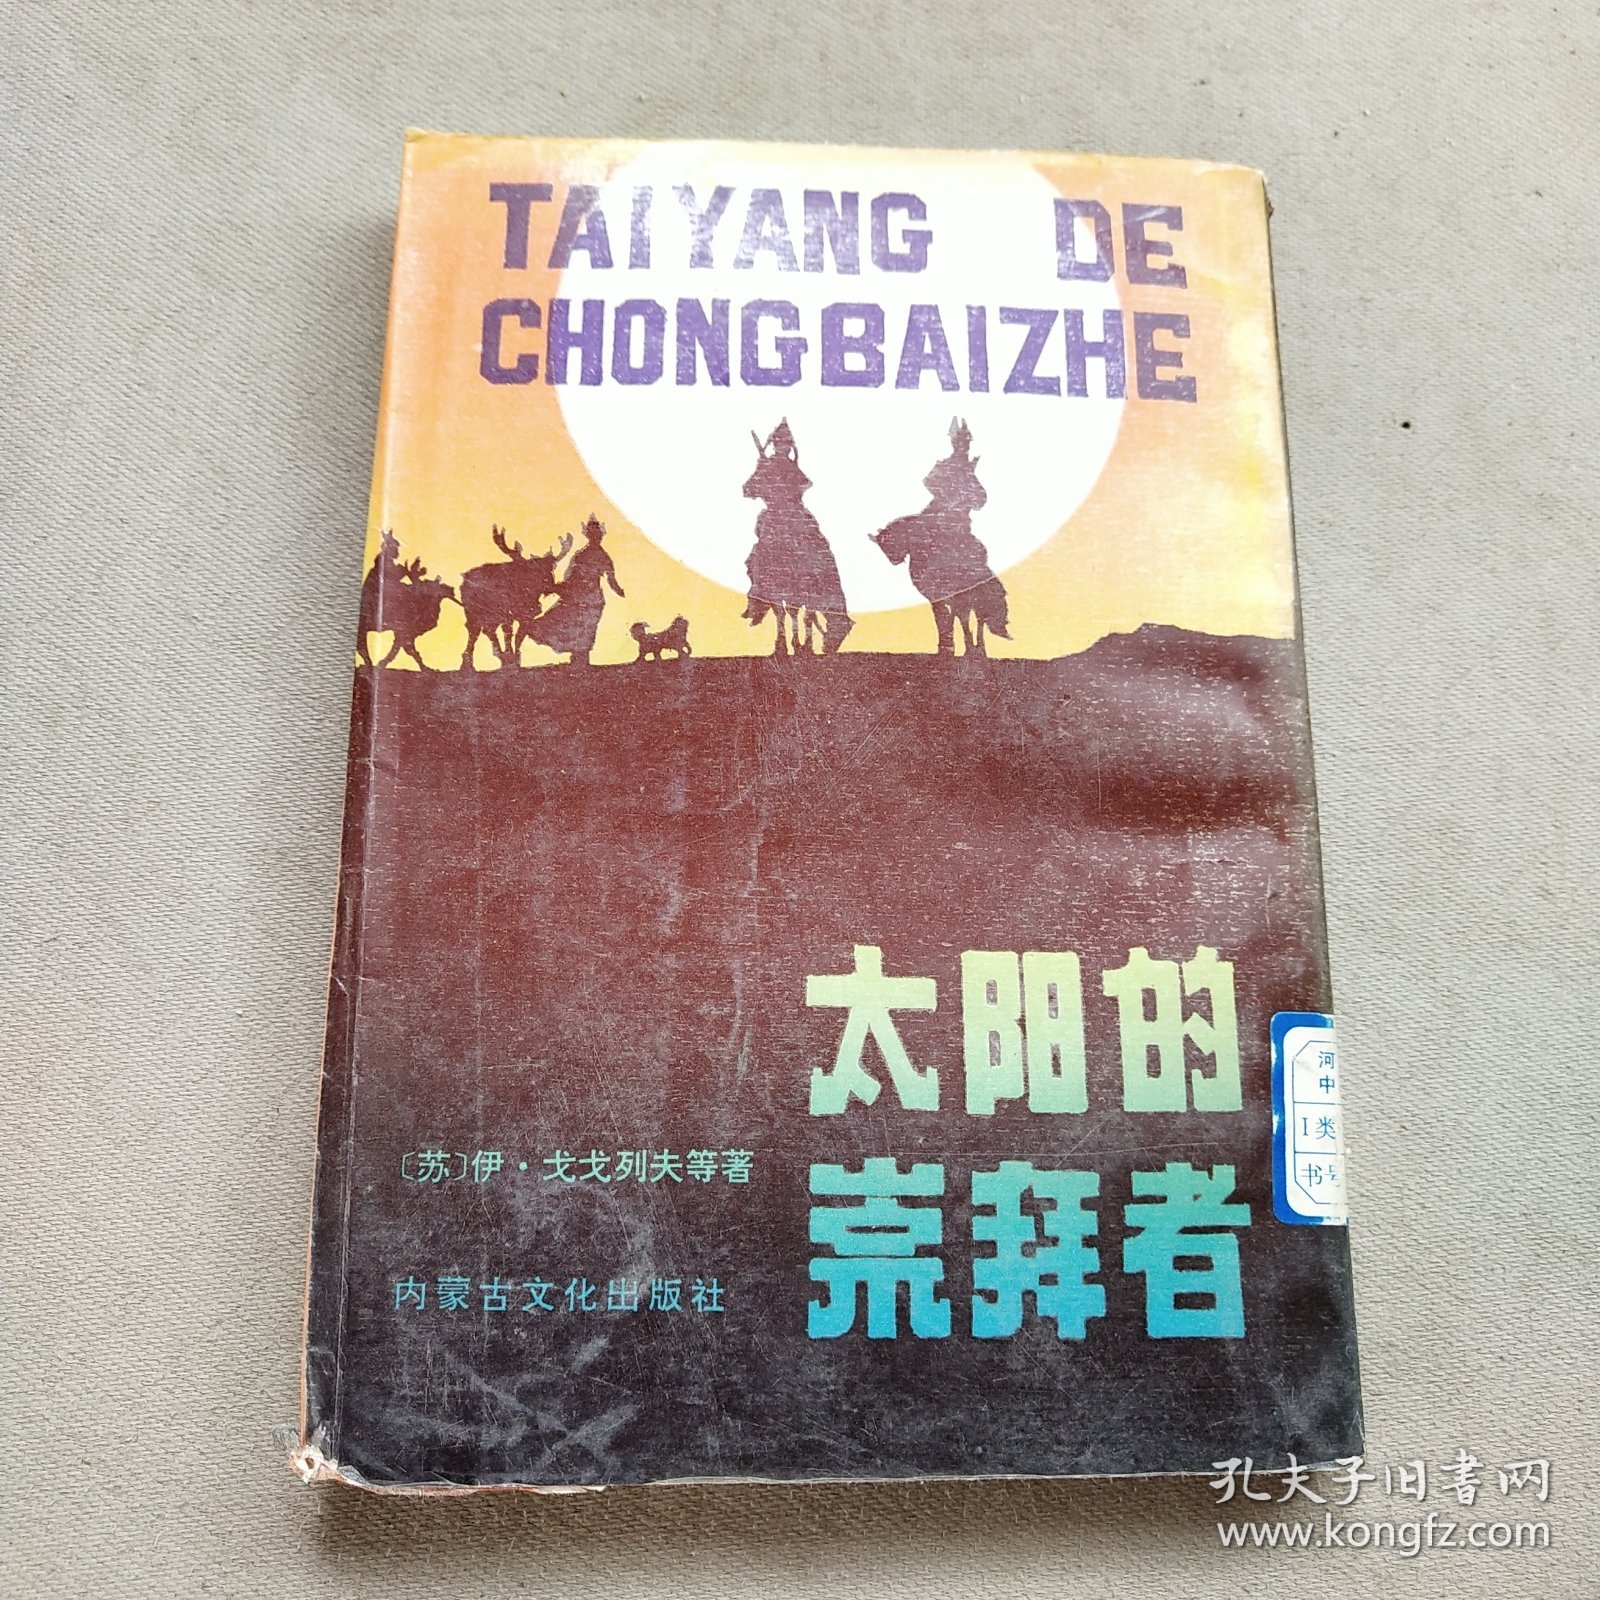 TAIYANG DE
CHONGBAIZHE
太阳的
崇拜者
〔苏〕伊·戈戈列夫等著
内蒙古文化出版社
河
中
I类
书号
孔夫子旧书网
www.kongfz.com